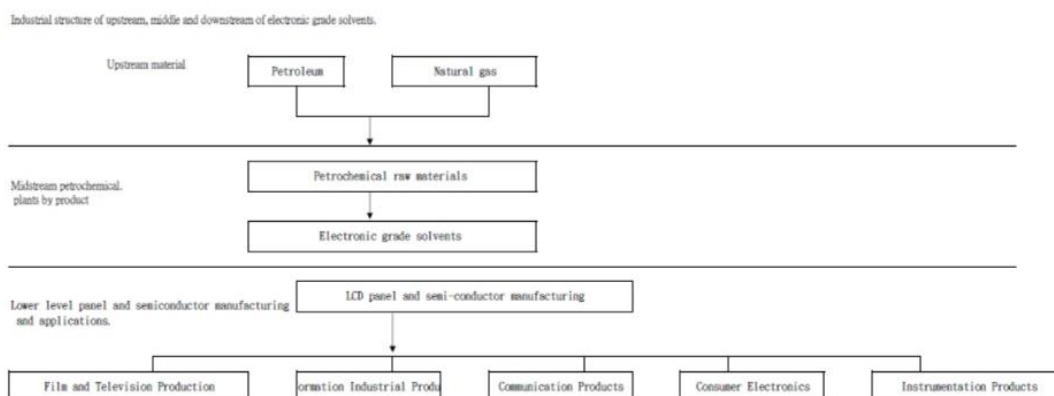 Industrial structure of upstream, middle and downstream of electronic grade solvents.
Upstream material
Petroleum
Natural gas
Midstream petrochemical.
plants by product
Petrochemical raw materials
Electronic grade solvents
LCD panel and semi-conductor manufacturing
Lower level panel and semiconductor manufacturing
and applications.
Film and Television Production
ormation Industrial Produ
Communication Products
Consumer Electronics
Instrumentation Products